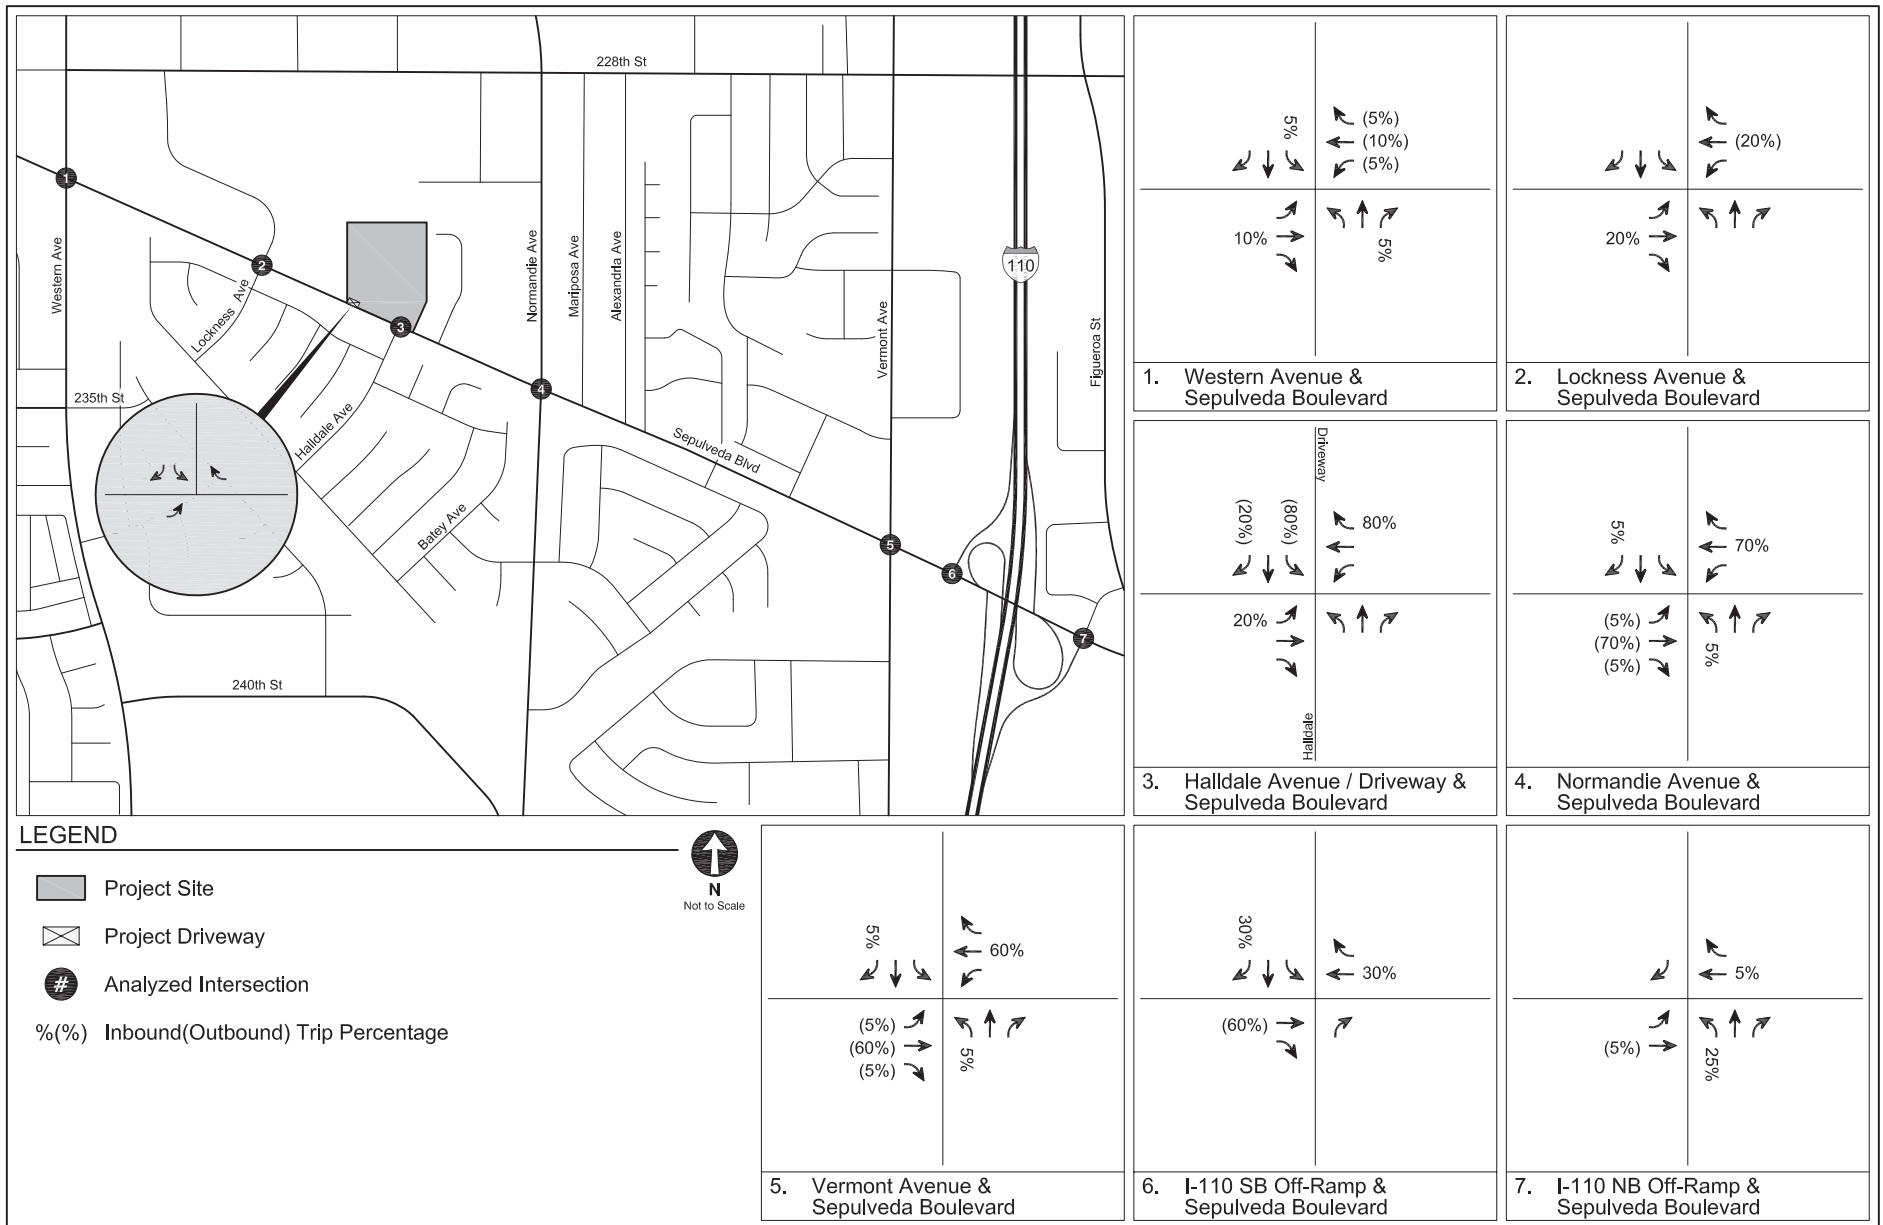 228th St
Western Ave
1
2
Lockness Ave
3
Normandie Ave
Mariposa Ave
Alexandria Ave
Vermont Ave
110
Figueroa St
235th St
Halldale Ave
4
Sepulveda Blvd
Batey Ave
5
6
7
240th St
5%
(5%)
(10%)
(5%)
10%
5%
1. Western Avenue &
Sepulveda Boulevard
(20%)
20%
2. Lockness Avenue &
Sepulveda Boulevard
Driveway
(20%)
(80%)
80%
20%
Halldale
3. Halldale Avenue / Driveway &
Sepulveda Boulevard
5%
70%
(5%)
(70%)
(5%)
5%
4. Normandie Avenue &
Sepulveda Boulevard
LEGEND
Project Site
Project Driveway
# Analyzed Intersection
%(%) Inbound(Outbound) Trip Percentage
N
Not to Scale
5%
60%
(5%)
(60%)
(5%)
5%
5. Vermont Avenue &
Sepulveda Boulevard
30%
30%
(60%)
6. I-110 SB Off-Ramp &
Sepulveda Boulevard
5%
(5%)
25%
7. I-110 NB Off-Ramp &
Sepulveda Boulevard